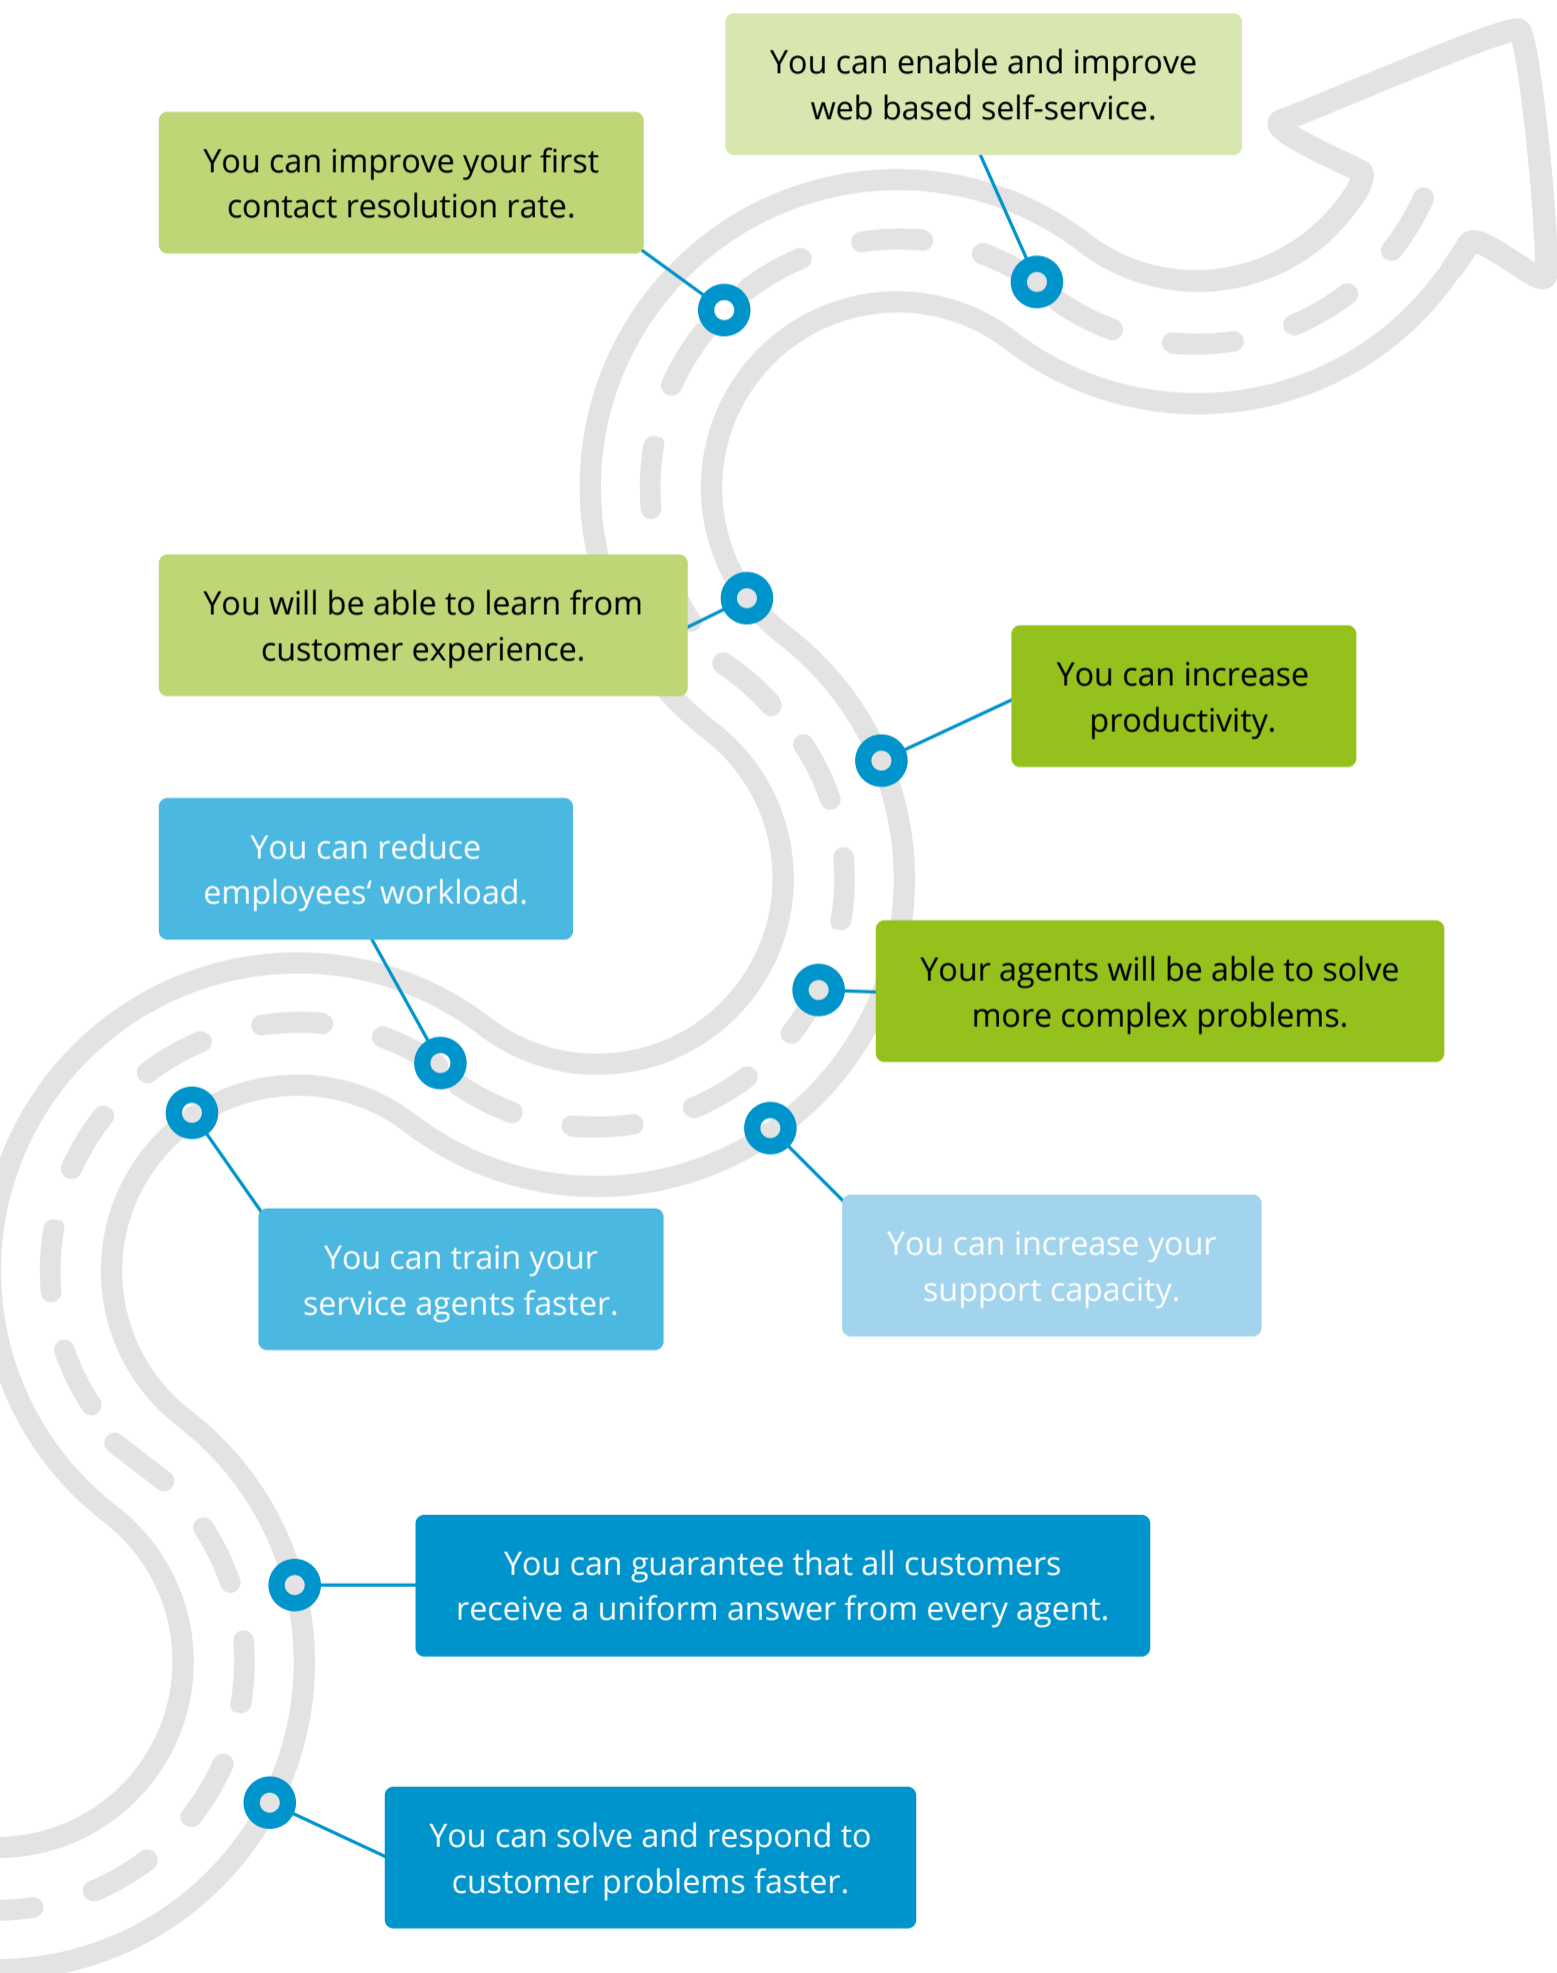 You can enable and improve
web based self-service.
You can improve your first
contact resolution rate.
You will be able to learn from
customer experience.
You can increase
productivity.
You can reduce
employees‘ workload.
Your agents will be able to solve
more complex problems.
You can increase your
support capacity.
You can train your
service agents faster.
You can guarantee that all customers
receive a uniform answer from every agent.
You can solve and respond to
customer problems faster.